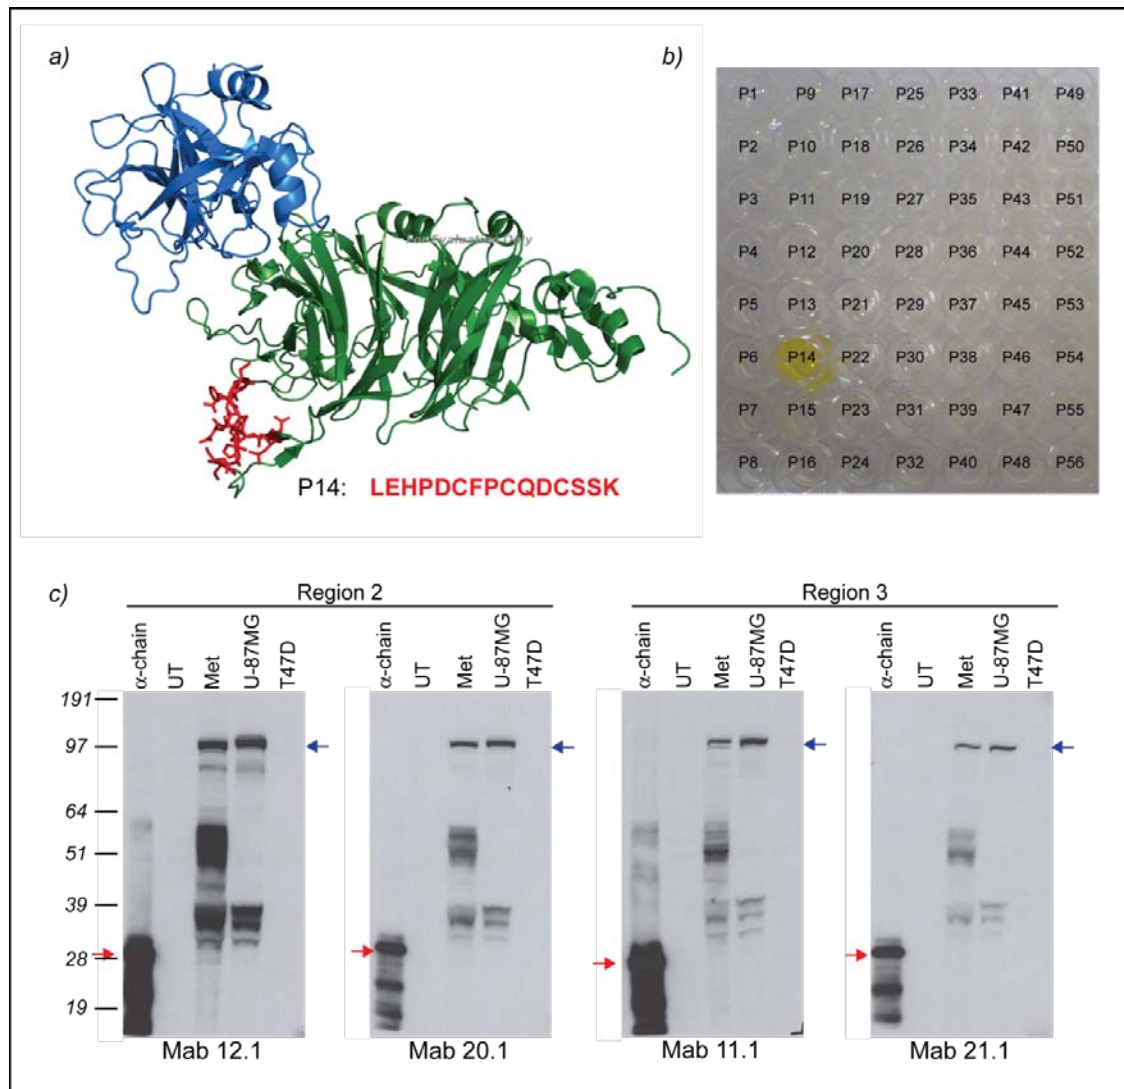 a)
For Evaluation Only
P14: LEHPDCFPCQDCSSK
b)
P1 P9 P17 P25 P33 P41 P49
P2 P10 P18 P26 P34 P42 P50
P3 P11 P19 P27 P35 P43 P51
P4 P12 P20 P28 P36 P44 P52
P5 P13 P21 P29 P37 P45 P53
P6 P14 P22 P30 P38 P46 P54
P7 P15 P23 P31 P39 P47 P55
P8 P16 P24 P32 P40 P48 P56
c)
Region 2
Region 3
α-chain UT Met U-87MG T47D
α-chain UT Met U-87MG T47D
α-chain UT Met U-87MG T47D
α-chain UT Met U-87MG T47D
191
97
64
51
39
28
19
Mab 12.1
Mab 20.1
Mab 11.1
Mab 21.1